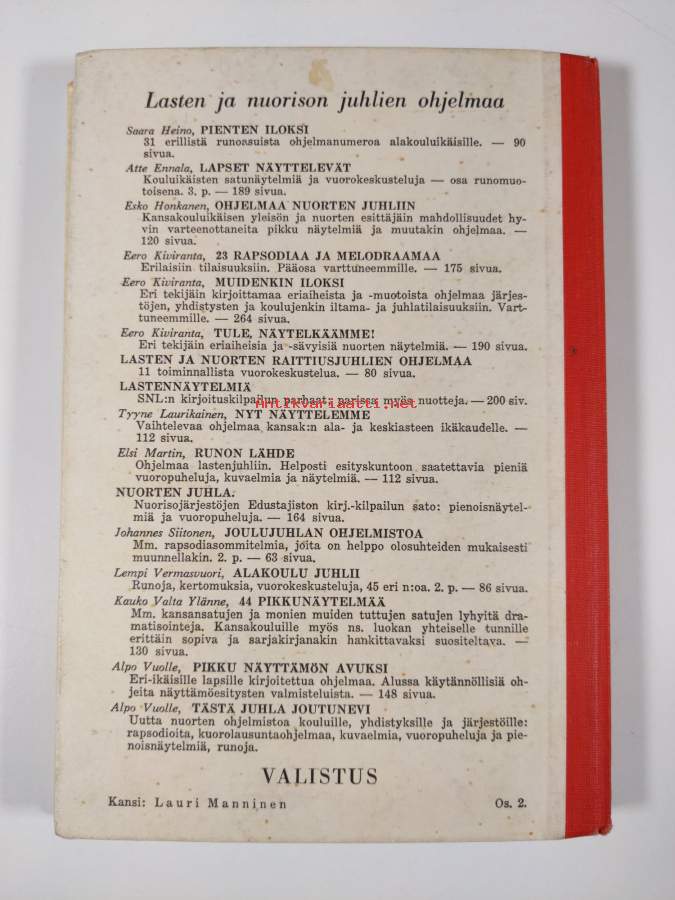 Lasten ja nuorison juhlien ohjelmaa
Saara Heino, PIENTEN ILOKSI
31 erillistä runoasuista ohjelmanumeroa alakouluikäisille. — 90
sivua.
Atte Ennala, LAPSET NÄYTTELEVÄT
Kouluikäisten satunäytelmiä ja vuorokeskusteluja — osa runomuo-
toisena. 3. p. — 189 sivua.
Esko Honkanen, OHJELMAA NUORTEN JUHLIIN
Kansakouluikäisen yleisön ja nuorten esittäjäin mahdollisuudet hy-
vin varteenottaneita pikku näytelmiä ja muutakin ohjelmaa. —
120 sivua.
Eero Kiviranta, 23 RAPSODIAA JA MELODRAAMAA
Erilaisiin tilaisuuksiin. Pääosa varttuneemmille. — 175 sivua.
Eero Kiviranta, MUIDENKIN ILOKSI
Eri tekijäin kirjoittamaa eriaiheista ja -muotoista ohjelmaa järjes-
töjen, yhdistysten ja koulujenkin iltama- ja juhlatilaisuuksiin. Vart-
tuneemmille. — 264 sivua.
Eero Kiviranta, TULE, NÄYTELKÄÄMME!
Eri tekijäin eriaiheisia ja -sävyisiä nuorten näytelmiä. — 190 sivua.
LASTEN JA NUORTEN RAITTIUSJUHLIEN OHJELMAA
11 toiminnallista vuorokeskustelua. — 80 sivua.
LASTENNÄYTELMIÄ
SNL:n kirjoituskilpailun parhaat, parissa myös nuotteja. — 200 siv.
Antikvariaatti.net
Tyyne Laurikainen, NYT NÄYTTELEMME
Vaihtelevaa ohjelmaa kansak:n ala- ja keskiasteen ikäkaudelle. —
112 sivua.
Elsi Martin, RUNON LÄHDE
Ohjelmaa lastenjuhliin. Helposti esityskuntoon saatettavia pieniä
vuoropuheluja, kuvaelmia ja näytelmiä. — 112 sivua.
NUORTEN JUHLA.
Nuorisojärjestöjen Edustajiston kirj.-kilpailun sato: pienoisnäytel-
miä ja vuoropuheluja. — 164 sivua.
Johannes Siitonen, JOULUJUHLAN OHJELMISTOA
Mm. rapsodiasommitelmia, joita on helppo olosuhteiden mukaisesti
muunnellakin. 2. p. — 63 sivua.
Lempi Vermasvuori, ALAKOULU JUHLII
Runoja, kertomuksia, vuorokeskusteluja, 45 eri n:oa. 2. p. — 86 sivua.
Kauko Valta Ylänne, 44 PIKKUNÄYTELMÄÄ
Mm. kansansatujen ja monien muiden tuttujen satujen lyhyitä dra-
matisointeja. Kansakouluille myös ns. luokan yhteiselle tunnille
erittäin sopiva ja sarjakirjanakin hankittavaksi suositeltava. —
130 sivua.
Alpo Vuolle, PIKKU NÄYTTÄMÖN AVUKSI
Eri-ikäisille lapsille kirjoitettua ohjelmaa. Alussa käytännöllisiä oh-
jeita näyttämöesitysten valmisteluista. — 148 sivua.
Alpo Vuolle, TÄSTÄ JUHLA JOUTUNEVI
Uutta nuorten ohjelmistoa kouluille, yhdistyksille ja järjestöille:
rapsodioita, kuorolausuntaohjelmaa, kuvaelmia, vuoropuheluja ja pie-
noisnäytelmiä, runoja.
VALISTUS
Kansi: Lauri Manninen Os. 2.